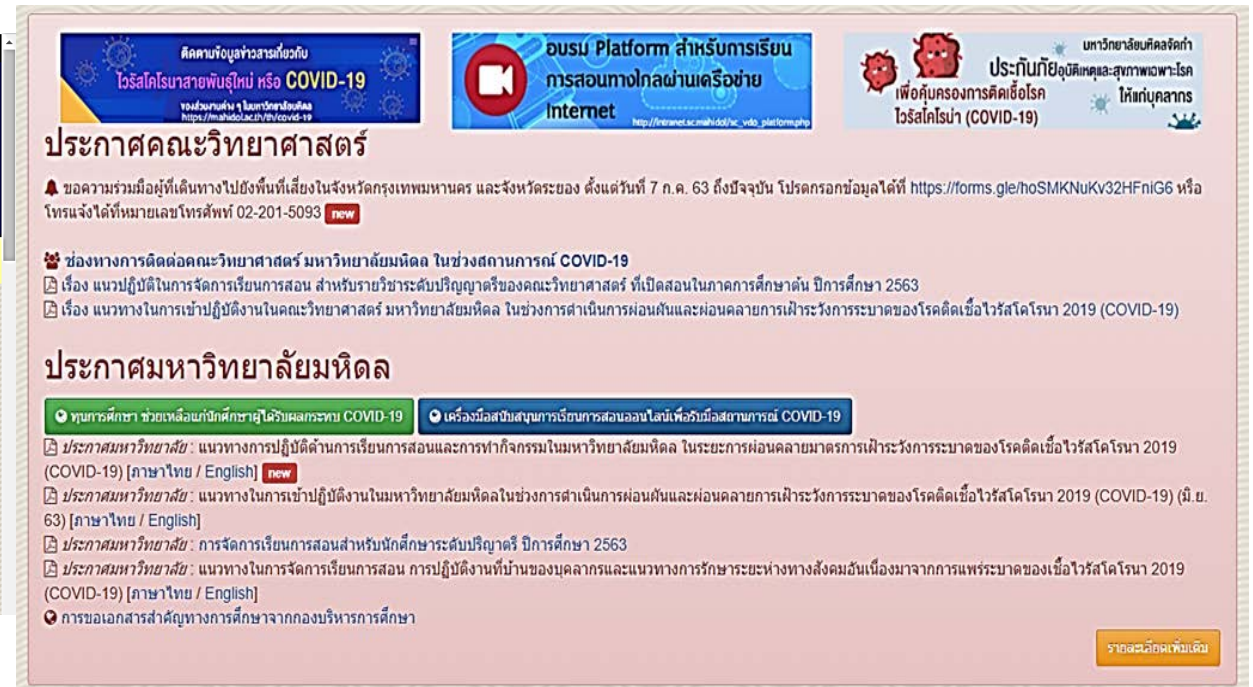 ติดตามข้อมูลข่าวสารเกี่ยวกับ
ไวรัสโคโรนาสายพันธุ์ใหม่ หรือ COVID-19
ของส่วนงานต่าง ๆ ในมหาวิทยาลัยมหิดล
https://mahidol.ac.th/th/covid-19
อบรม Platform สำหรับการเรียน
การสอนทางไกลผ่านเครือข่าย
Internet
http://intranet.sc.mahidol/sc_vdo_platform.php
มหาวิทยาลัยมหิดลจัดทำ
ประกันภัยอุบัติเหตุและสุขภาพเฉพาะโรค
เพื่อคุ้มครองการติดเชื้อโรค ให้แก่บุคลากร
ไวรัสโคโรน่า (COVID-19)
ประกาศคณะวิทยาศาสตร์
ขอความร่วมมือผู้ที่เดินทางไปยังพื้นที่เสี่ยงในจังหวัดกรุงเทพมหานคร และจังหวัดระยอง ตั้งแต่วันที่ 7 ก.ค. 63 ถึงปัจจุบัน โปรดกรอกข้อมูลได้ที่ https://forms.gle/hoSMKNuKv32HFniG6 หรือ
โทรแจ้งได้ที่หมายเลขโทรศัพท์ 02-201-5093 new
ช่องทางการติดต่อคณะวิทยาศาสตร์ มหาวิทยาลัยมหิดล ในช่วงสถานการณ์ COVID-19
เรื่อง แนวปฏิบัติในการจัดการเรียนการสอน สำหรับรายวิชาระดับปริญญาตรีของคณะวิทยาศาสตร์ ที่เปิดสอนในภาคการศึกษาต้น ปีการศึกษา 2563
เรื่อง แนวทางในการเข้าปฏิบัติงานในคณะวิทยาศาสตร์ มหาวิทยาลัยมหิดล ในช่วงการดำเนินการผ่อนผันและผ่อนคลายการเฝ้าระวังการระบาดของโรคติดเชื้อไวรัสโคโรนา 2019 (COVID-19)
ประกาศมหาวิทยาลัยมหิดล
ทุนการศึกษา ช่วยเหลือแก่นักศึกษาผู้ได้รับผลกระทบ COVID-19 เครื่องมือสนับสนุนการเรียนการสอนออนไลน์เพื่อรับมือสถานการณ์ COVID-19
ประกาศมหาวิทยาลัย : แนวทางการปฏิบัติด้านการเรียนการสอนและการทำกิจกรรมในมหาวิทยาลัยมหิดล ในระยะการผ่อนคลายมาตรการเฝ้าระวังการระบาดของโรคติดเชื้อไวรัสโคโรนา 2019
(COVID-19) [ภาษาไทย / English] new
ประกาศมหาวิทยาลัย : แนวทางในการเข้าปฏิบัติงานในมหาวิทยาลัยมหิดลในช่วงการดำเนินการผ่อนผันและผ่อนคลายการเฝ้าระวังการระบาดของโรคติดเชื้อไวรัสโคโรนา 2019 (COVID-19) (มิ.ย.
63) [ภาษาไทย / English]
ประกาศมหาวิทยาลัย : การจัดการเรียนการสอนสำหรับนักศึกษาระดับปริญาตรี ปีการศึกษา 2563
ประกาศมหาวิทยาลัย : แนวทางในการจัดการเรียนการสอน การปฏิบัติงานที่บ้านของบุคลากรและแนวทางการรักษาระยะห่างทางสังคมอันเนื่องมาจากการแพร่ระบาดของเชื้อไวรัสโคโรนา 2019
(COVID-19) [ภาษาไทย / English]
การขอเอกสารสำคัญทางการศึกษาจากกองบริหารการศึกษา
รายละเอียดเพิ่มเติม